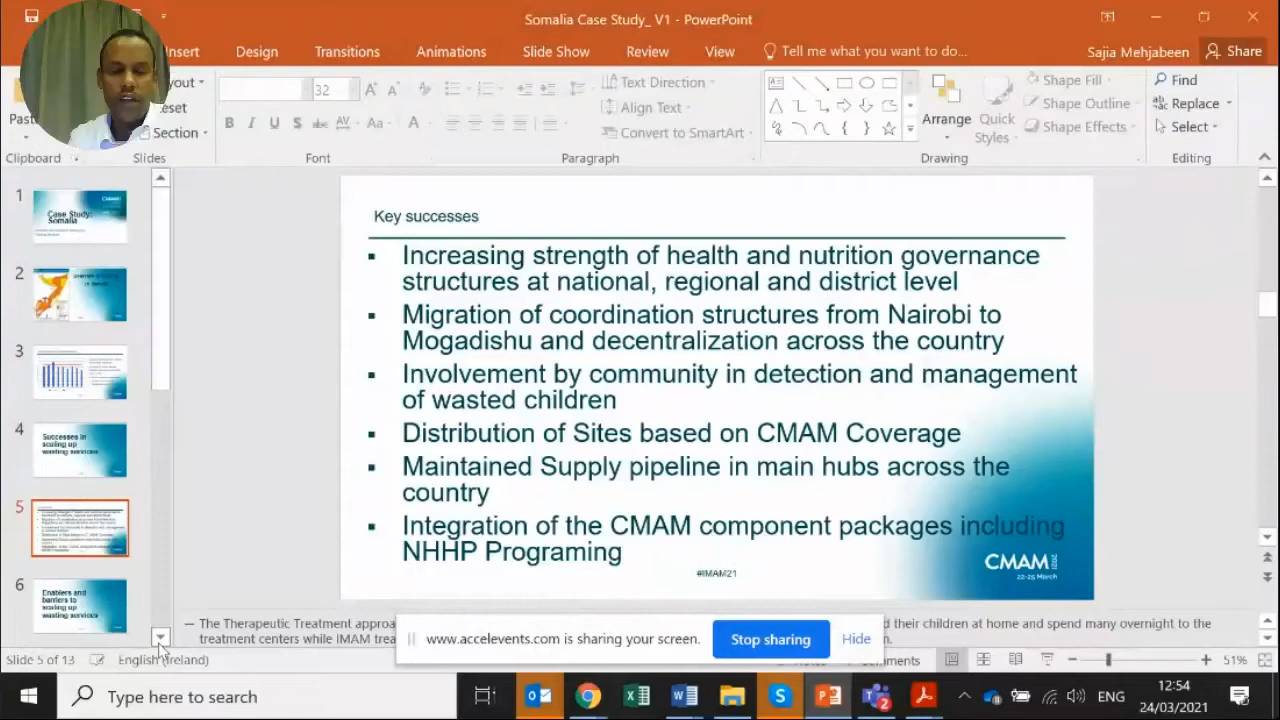 Somalia Case Study_ V1 - PowerPoint
Insert Design Transitions Animations Slide Show Review View Tell me what you want to do... Sajia Mehjabeen Share
32 Text Direction Shape Fill Find
Align Text Shape Outline Replace
Section Convert to SmartArt Arrange Quick Styles Shape Effects Select
Clipboard Slides Font Paragraph Drawing Editing
1
Case Study:
Somalia
2
3
4
Successes in
scaling up
wasting services
5
6
Enablers and
barriers to
scaling up
wasting services
Key successes
Increasing strength of health and nutrition governance
structures at national, regional and district level
Migration of coordination structures from Nairobi to
Mogadishu and decentralization across the country
Involvement by community in detection and management
of wasted children
Distribution of Sites based on CMAM Coverage
Maintained Supply pipeline in main hubs across the
country
Integration of the CMAM component packages including
NHHP Programing
#IMAM21
CMAM 2021
22-25 March
— The Therapeutic Treatment approa
d their children at home and spend many overnight to the
treatment centers while IMAM trea
www.accelevents.com is sharing your screen. Stop sharing Hide
Slide 5 of 13 English (Ireland) 51%
Type here to search ENG 12:54
24/03/2021